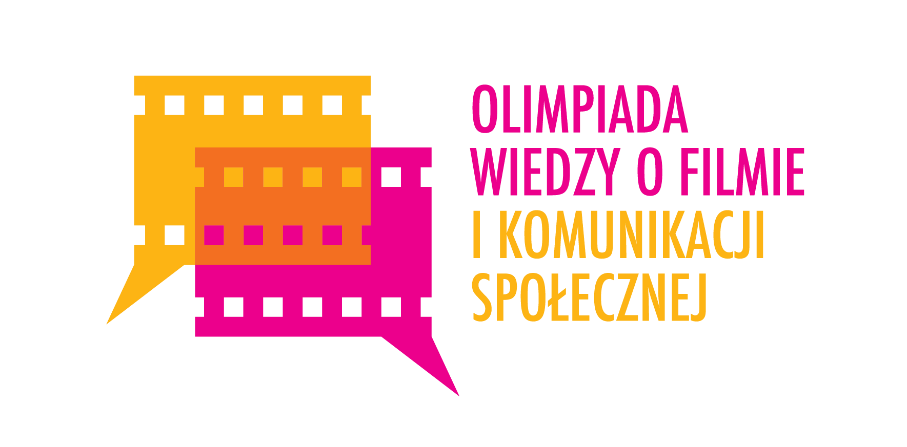 OLIMPIADA
WIEDZY O FILMIE
I KOMUNIKACJI
SPOŁECZNEJ